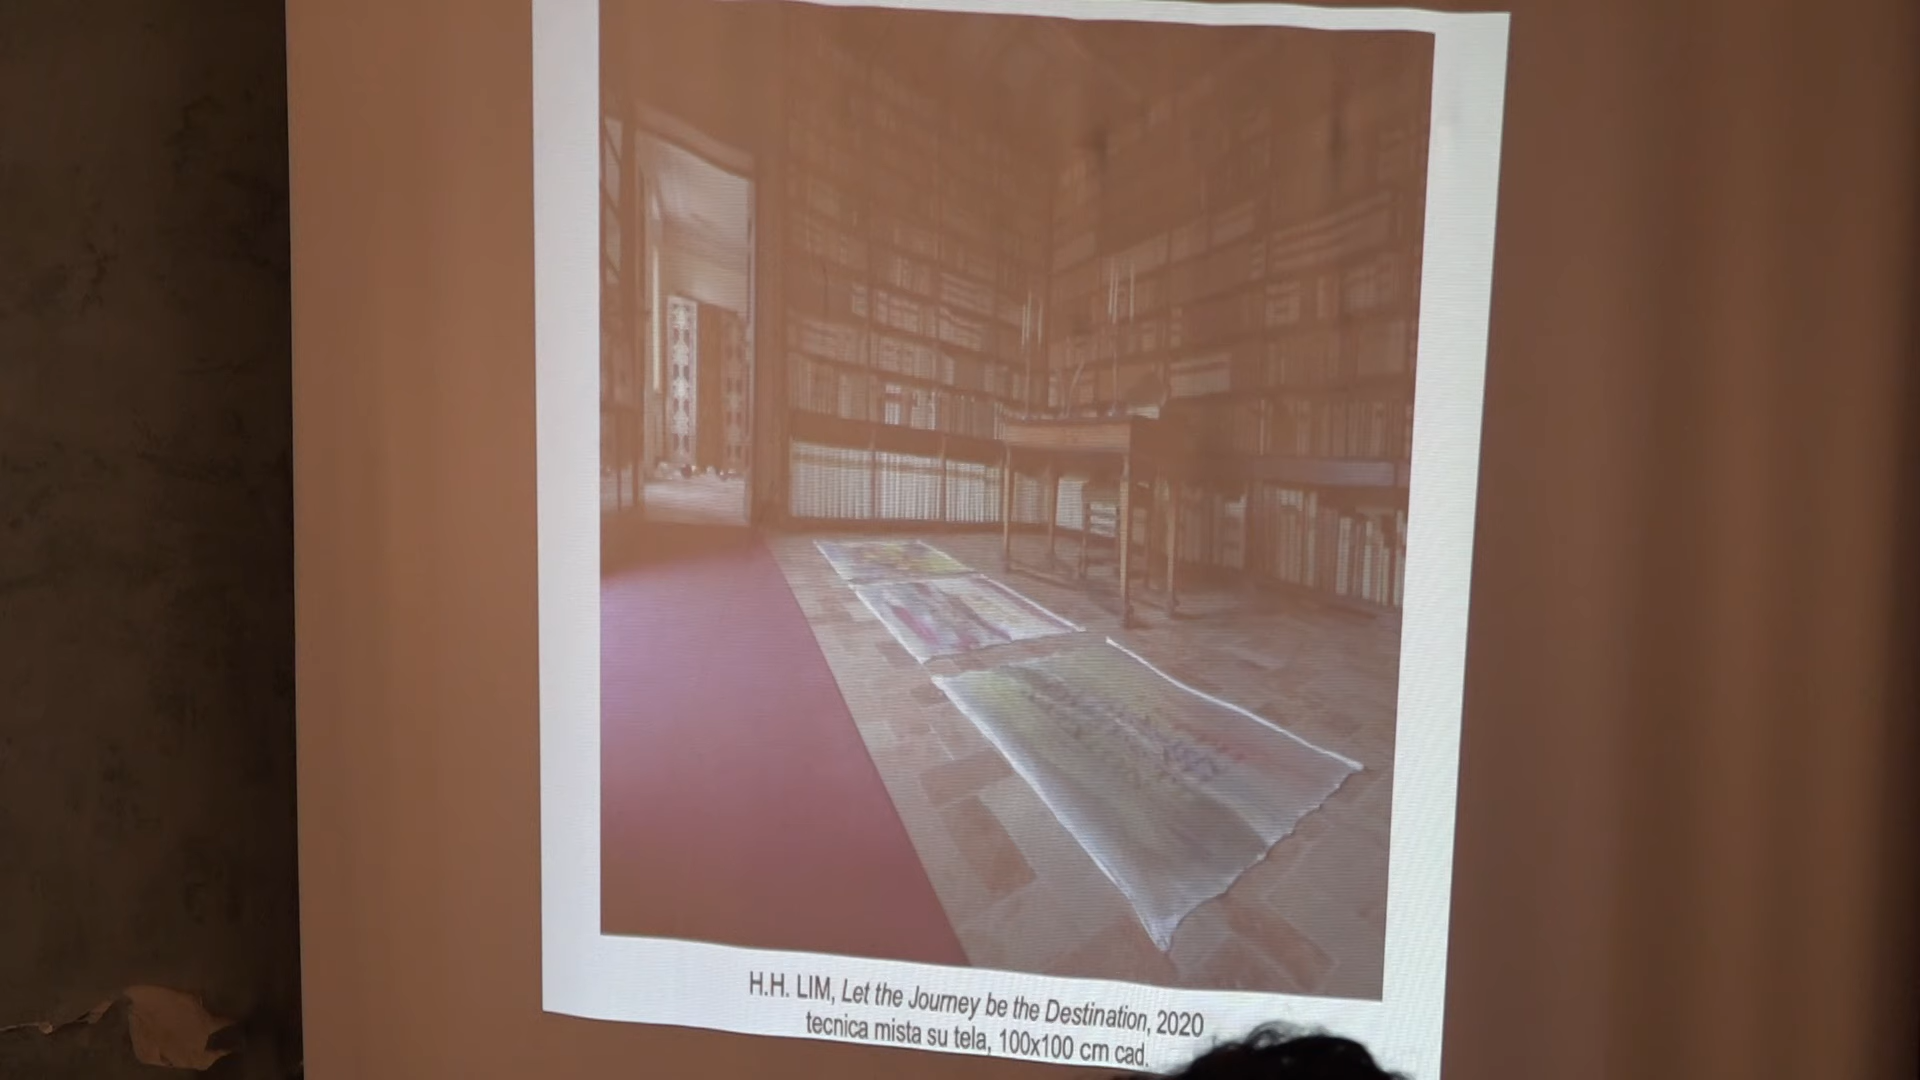 H.H. LIM, Let the Journey be the Destination, 2020
tecnica mista su tela, 100x100 cm cad.